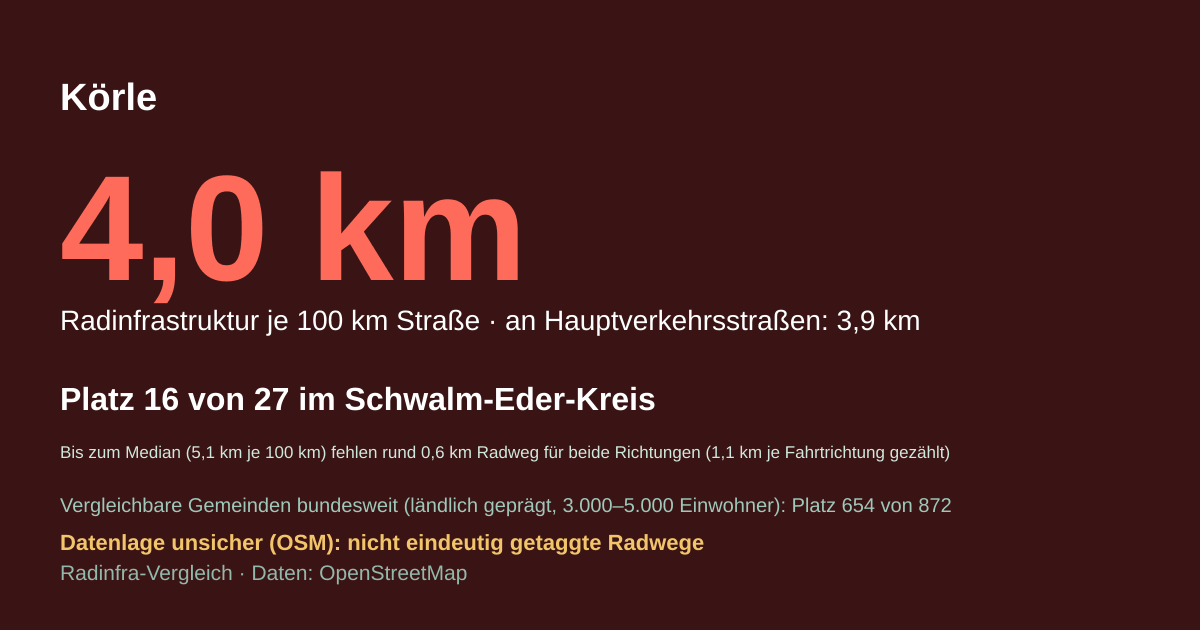 Körle
4,0 km
Radinfrastruktur je 100 km Straße · an Hauptverkehrsstraßen: 3,9 km
Platz 16 von 27 im Schwalm-Eder-Kreis
Bis zum Median (5,1 km je 100 km) fehlen rund 0,6 km Radweg für beide Richtungen (1,1 km je Fahrtrichtung gezählt)
Vergleichbare Gemeinden bundesweit (ländlich geprägt, 3.000–5.000 Einwohner): Platz 654 von 872
Datenlage unsicher (OSM): nicht eindeutig getaggte Radwege
Radinfra-Vergleich · Daten: OpenStreetMap